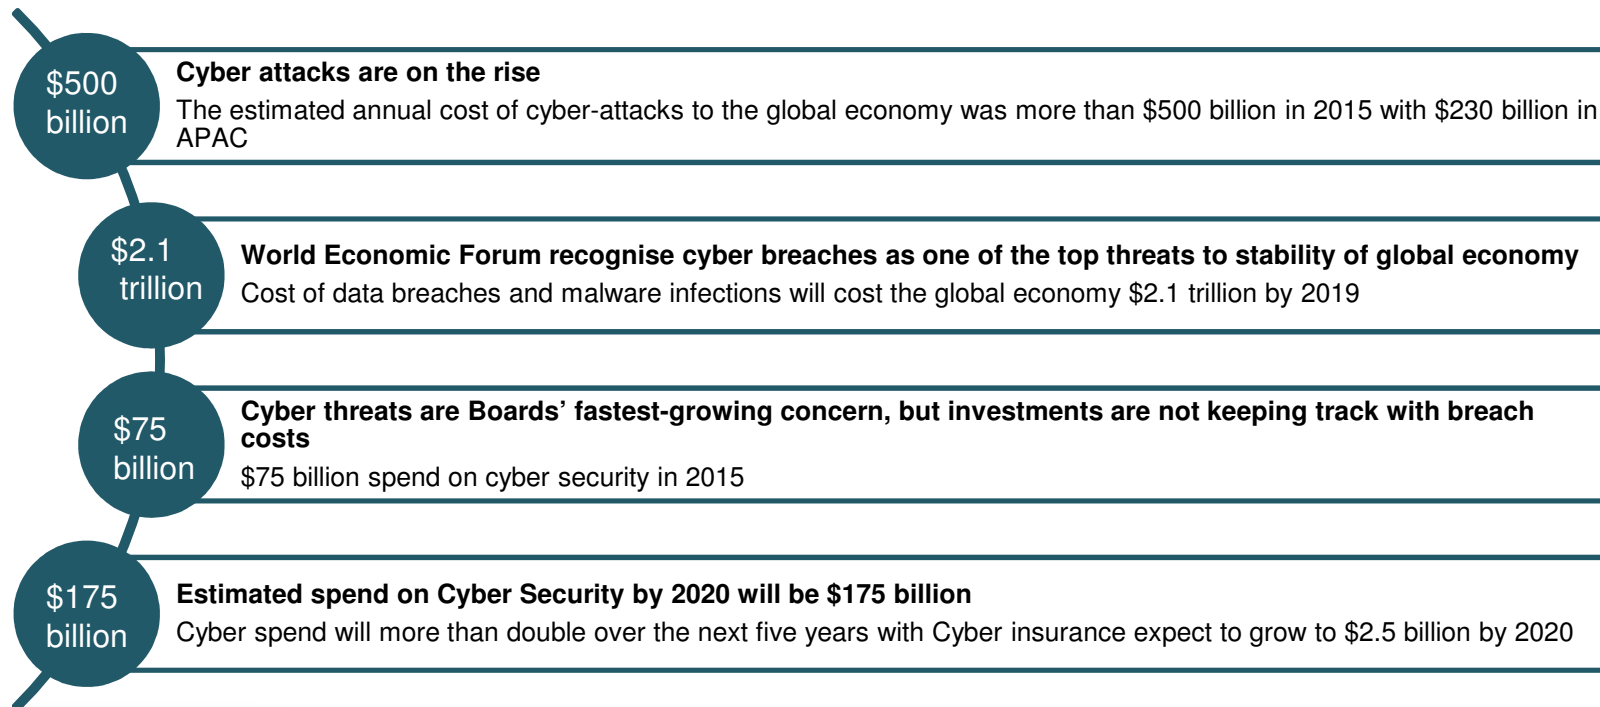 $500
billion
Cyber attacks are on the rise
The estimated annual cost of cyber-attacks to the global economy was more than $500 billion in 2015 with $230 billion in
APAC
$2.1
trillion
World Economic Forum recognise cyber breaches as one of the top threats to stability of global economy
Cost of data breaches and malware infections will cost the global economy $2.1 trillion by 2019
$75
billion
Cyber threats are Boards’ fastest-growing concern, but investments are not keeping track with breach
costs
$75 billion spend on cyber security in 2015
$175
billion
Estimated spend on Cyber Security by 2020 will be $175 billion
Cyber spend will more than double over the next five years with Cyber insurance expect to grow to $2.5 billion by 2020